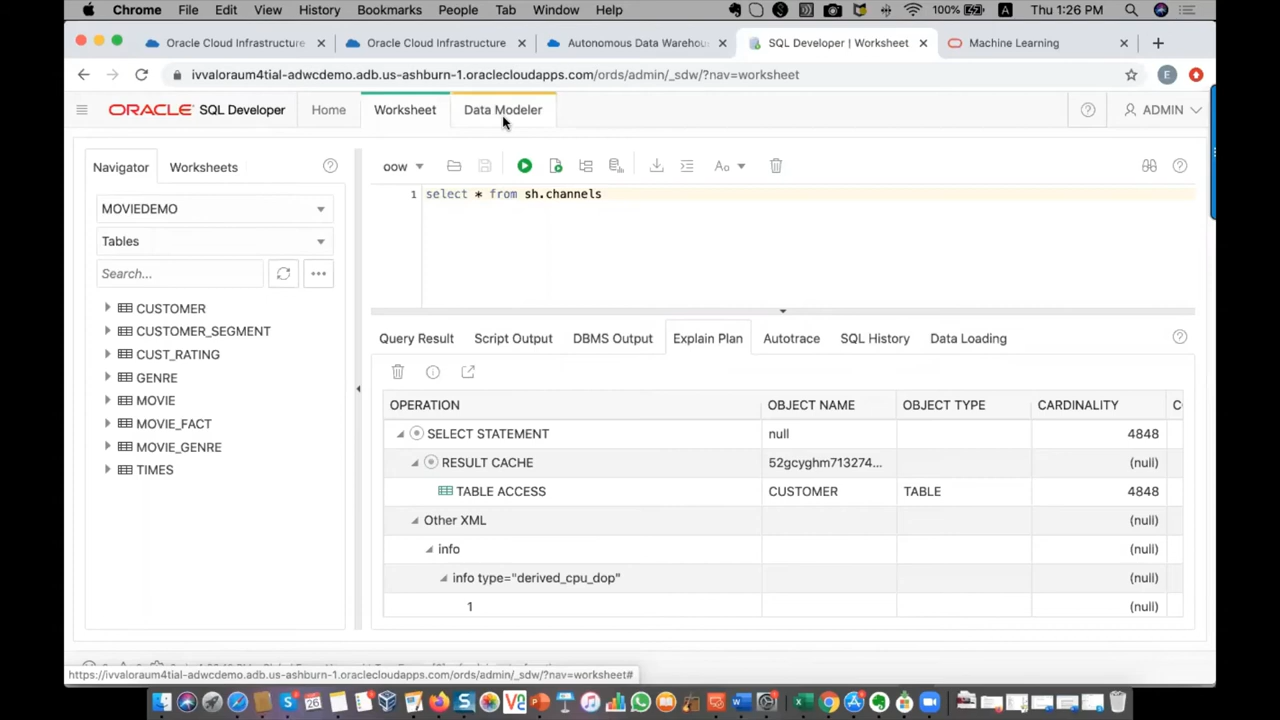 Chrome File Edit View History Bookmarks People Tab Window Help 100% A Thu 1:26 PM
Oracle Cloud Infrastructure × Oracle Cloud Infrastructure × Autonomous Data Warehou × SQL Developer | Worksheet × Machine Learning × +
ivvaloraum4tial-adwcdemo.adb.us-ashburn-1.oraclecloudapps.com/ords/admin/_sdw/?nav=worksheet E
ORACLE SQL Developer Home Worksheet Data Modeler ADMIN
Navigator Worksheets
oow Aa
MOVIEDEMO
1 select * from sh.channels
Tables
Search...
CUSTOMER
CUSTOMER_SEGMENT
CUST_RATING
GENRE
MOVIE
MOVIE_FACT
MOVIE_GENRE
TIMES
Query Result Script Output DBMS Output Explain Plan Autotrace SQL History Data Loading
OPERATION OBJECT NAME OBJECT TYPE CARDINALITY C
SELECT STATEMENT null 4848
RESULT CACHE 52gcyghm713274... (null)
TABLE ACCESS CUSTOMER TABLE 4848
Other XML (null)
info (null)
info type="derived_cpu_dop" (null)
1 (null)
https://ivvaloraum4tial-adwcdemo.adb.us-ashburn-1.oraclecloudapps.com/ords/admin/_sdw/?nav=worksheet#